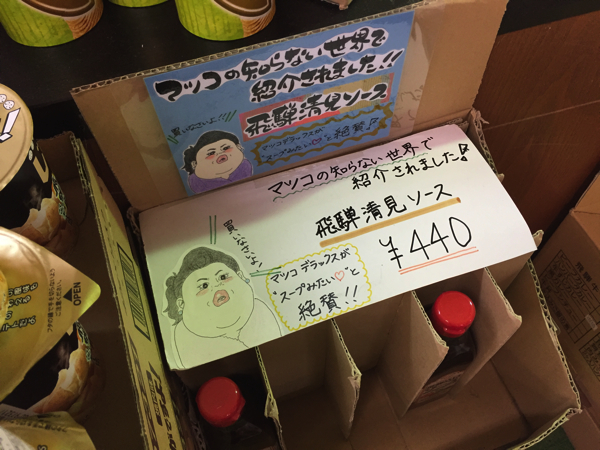 マツコの知らない世界で
紹介されました!!
買いなさいよ!!
飛騨清見ソース
マツコデラックスが
"スープみたい♡"と
絶賛♪
マツコの知らない世界で
紹介されました♪
飛騨清見ソース
¥440
買いなさいよ
マツコデラックスが
"スープみたい♡"と
絶賛!!
OPEN